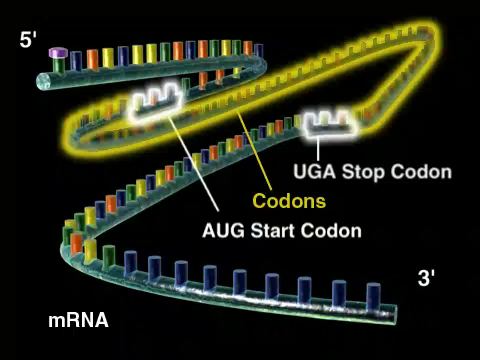 5'
UGA Stop Codon
Codons
AUG Start Codon
3'
mRNA